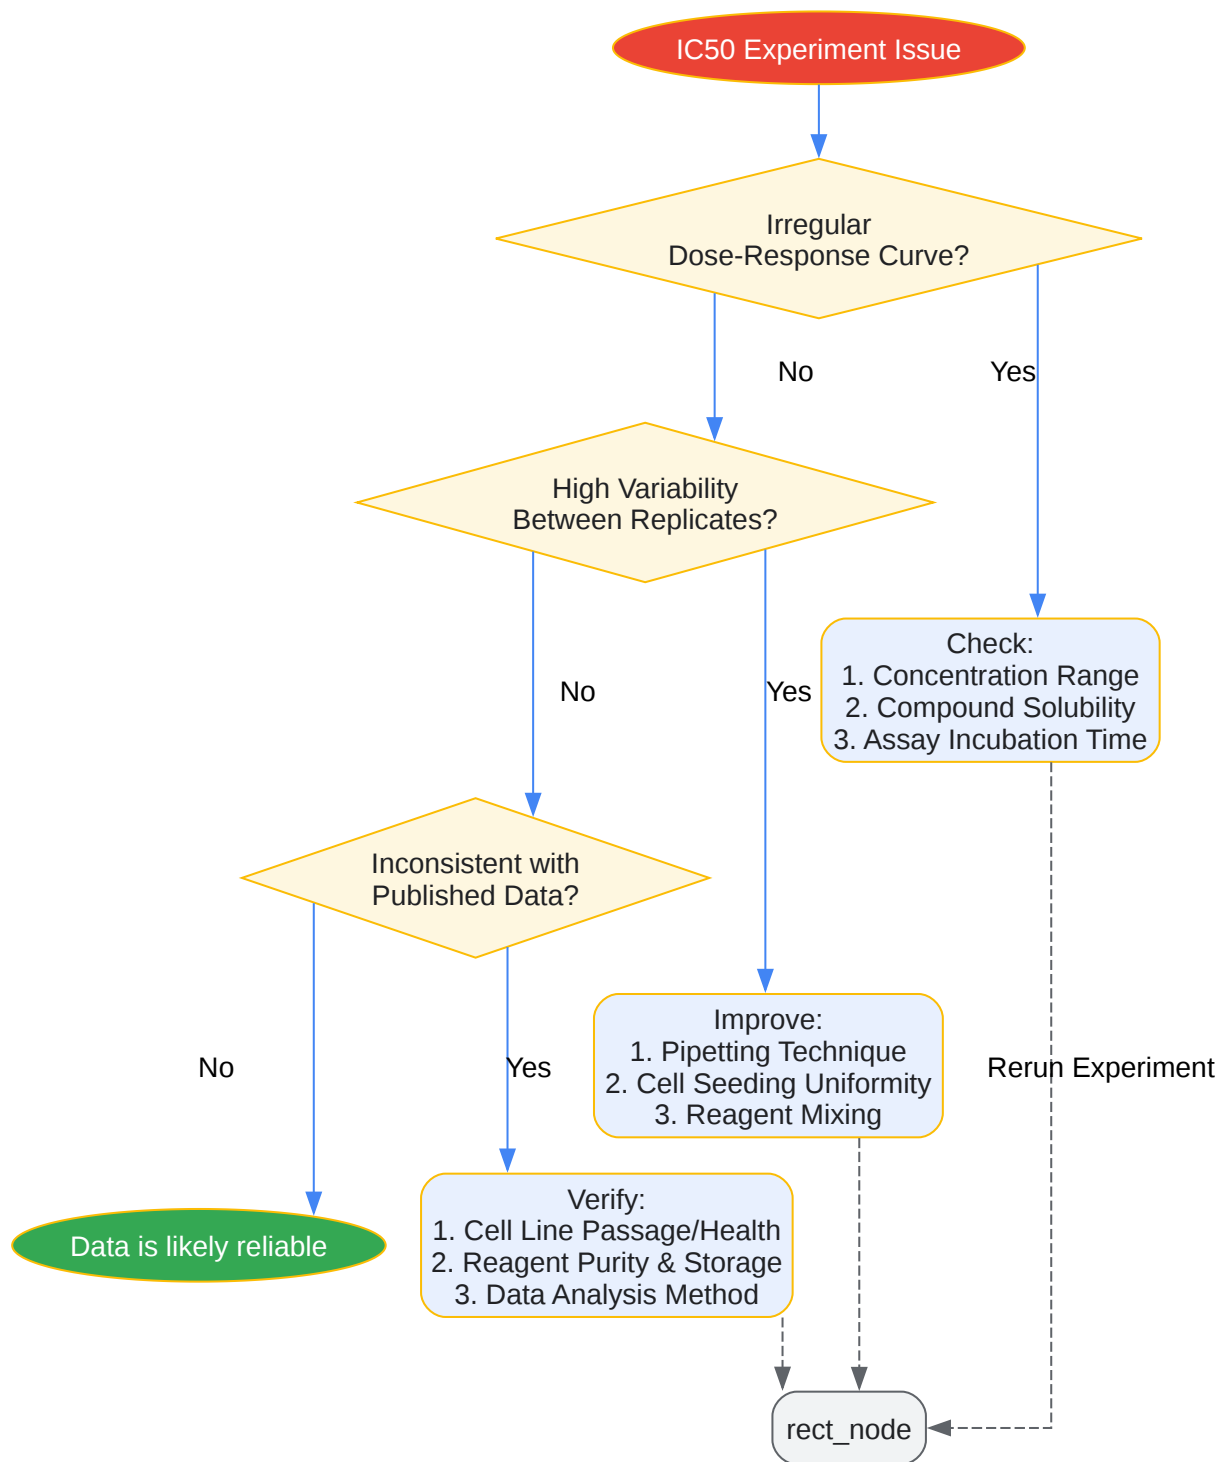 IC50 Experiment Issue
Irregular
Dose-Response Curve?
No
Yes
High Variability
Between Replicates?
Check:
1. Concentration Range
2. Compound Solubility
3. Assay Incubation Time
No
Yes
Inconsistent with
Published Data?
Improve:
1. Pipetting Technique
2. Cell Seeding Uniformity
3. Reagent Mixing
No
Yes
Rerun Experiment
Verify:
1. Cell Line Passage/Health
2. Reagent Purity & Storage
3. Data Analysis Method
Data is likely reliable
rect_node